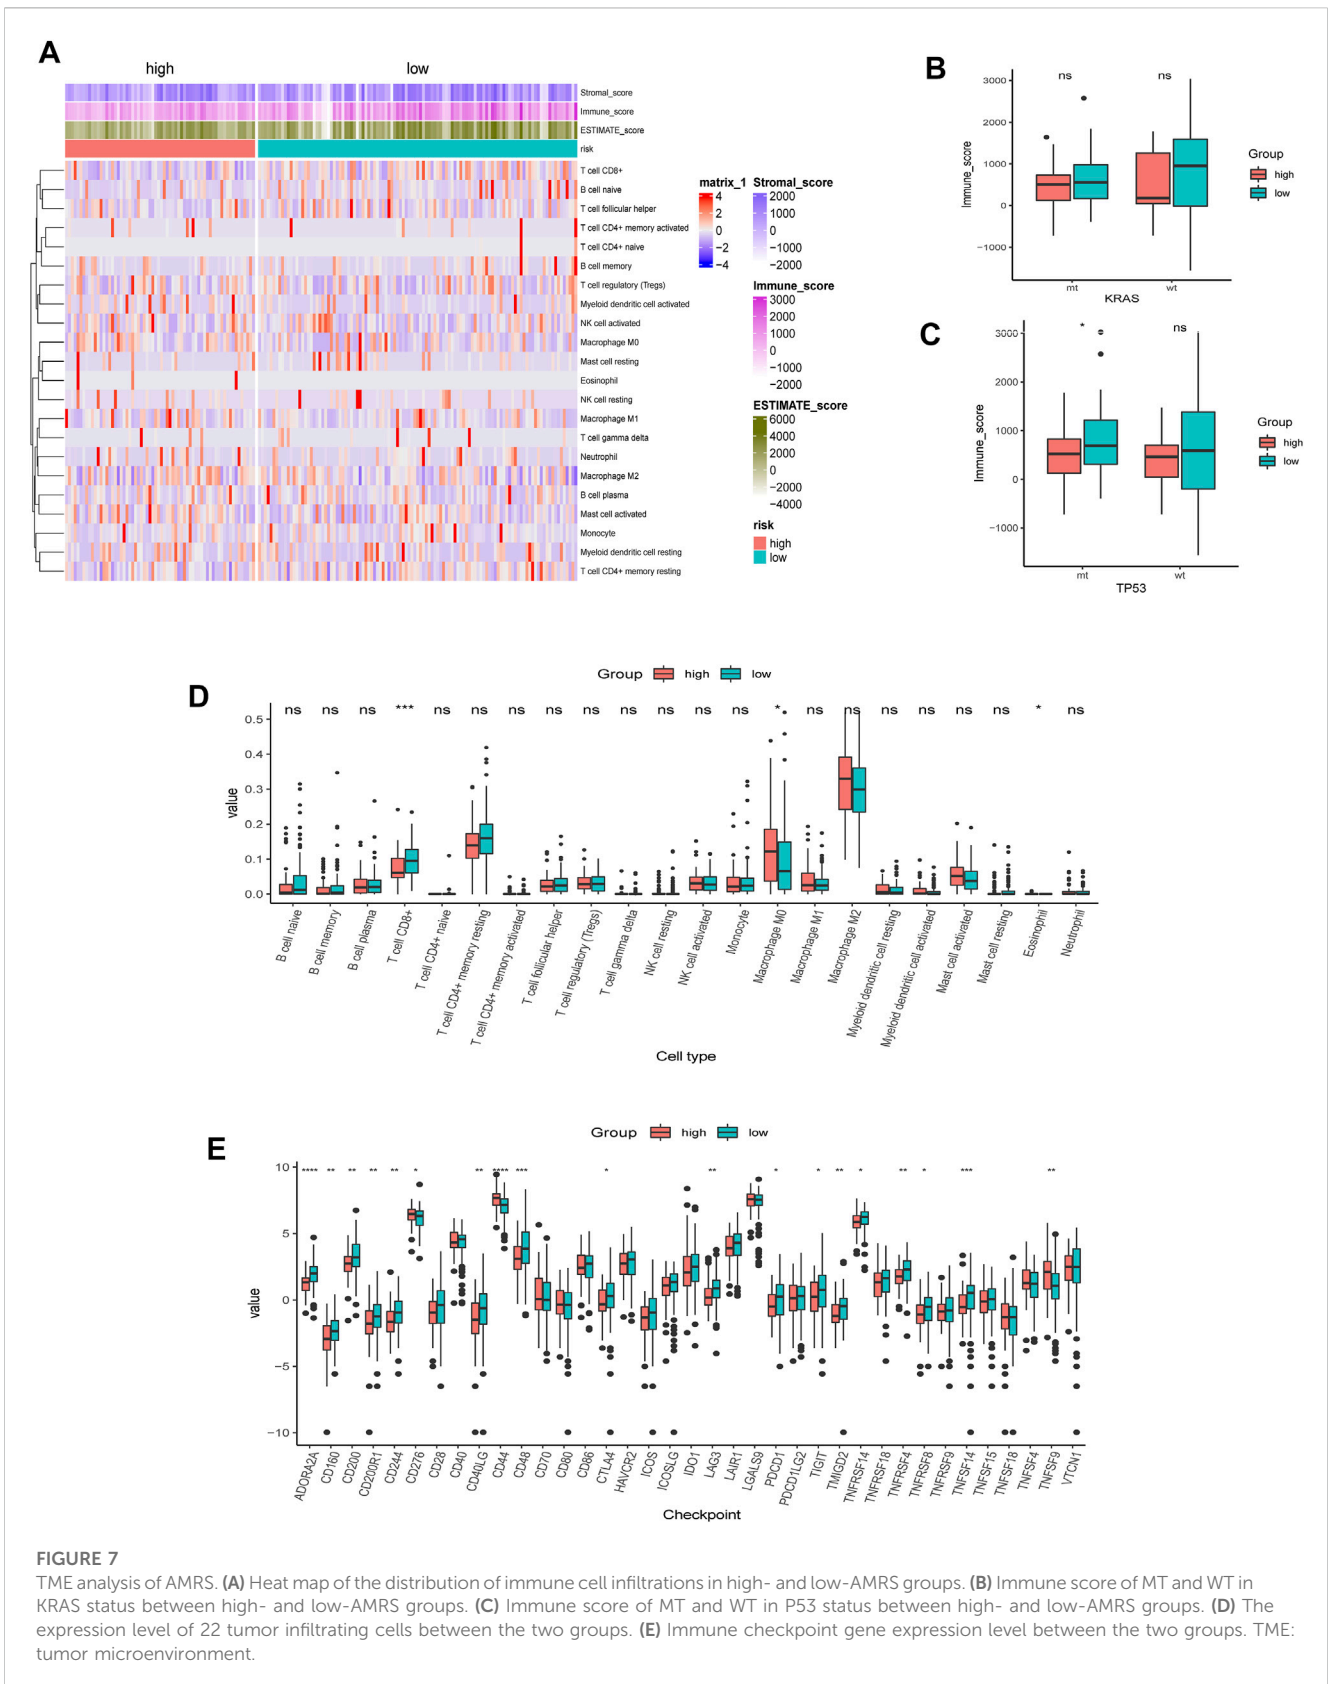 A
high
low
Stromal_score
Immune_score
ESTIMATE_score
risk
T cell CD8+
B cell naive
T cell follicular helper
T cell CD4+ memory activated
T cell CD4+ naive
B cell memory
T cell regulatory (Tregs)
Myeloid dendritic cell activated
NK cell activated
Macrophage M0
Mast cell resting
Eosinophil
NK cell resting
Macrophage M1
T cell gamma delta
Neutrophil
Macrophage M2
B cell plasma
Mast cell activated
Monocyte
Myeloid dendritic cell resting
T cell CD4+ memory resting
matrix_1
4
2
0
−2
−4
Stromal_score
2000
1000
0
−1000
−2000
Immune_score
3000
2000
1000
0
−1000
−2000
ESTIMATE_score
6000
4000
2000
0
−2000
−4000
risk
high
low
B
ns
ns
3000
2000
1000
0
−1000
Immune_score
mt
wt
KRAS
Group
high
low
C
*
ns
3000
2000
1000
0
−1000
Immune_score
mt
wt
TP53
Group
high
low
D
Group high low
ns ns ns *** ns ns ns ns ns ns ns ns ns * ns ns ns ns ns ns * ns
0.5
0.4
0.3
0.2
0.1
0.0
value
B cell naive
B cell memory
B cell plasma
T cell CD8+
T cell CD4+ naive
T cell CD4+ memory resting
T cell CD4+ memory activated
T cell follicular helper
T cell regulatory (Tregs)
T cell gamma delta
NK cell resting
NK cell activated
Monocyte
Macrophage M0
Macrophage M1
Macrophage M2
Myeloid dendritic cell resting
Myeloid dendritic cell activated
Mast cell activated
Mast cell resting
Eosinophil
Neutrophil
Cell type
E
Group high low
**** ** ** ** ** * ** **** *** * ** * * ** * ** * *** **
10
5
0
−5
−10
value
ADORA2A
CD160
CD200
CD200R1
CD244
CD276
CD28
CD40
CD40LG
CD44
CD48
CD70
CD80
CD86
CTLA4
HAVCR2
ICOS
ICOSLG
IDO1
LAG3
LAIR1
LGALS9
PDCD1
PDCD1LG2
TIGIT
TMIGD2
TNFRSF14
TNFRSF18
TNFRSF4
TNFRSF8
TNFRSF9
TNFSF14
TNFSF15
TNFSF18
TNFSF4
TNFSF9
VTCN1
Checkpoint
FIGURE 7
TME analysis of AMRS. (A) Heat map of the distribution of immune cell infiltrations in high- and low-AMRS groups. (B) Immune score of MT and WT in
KRAS status between high- and low-AMRS groups. (C) Immune score of MT and WT in P53 status between high- and low-AMRS groups. (D) The
expression level of 22 tumor infiltrating cells between the two groups. (E) Immune checkpoint gene expression level between the two groups. TME:
tumor microenvironment.